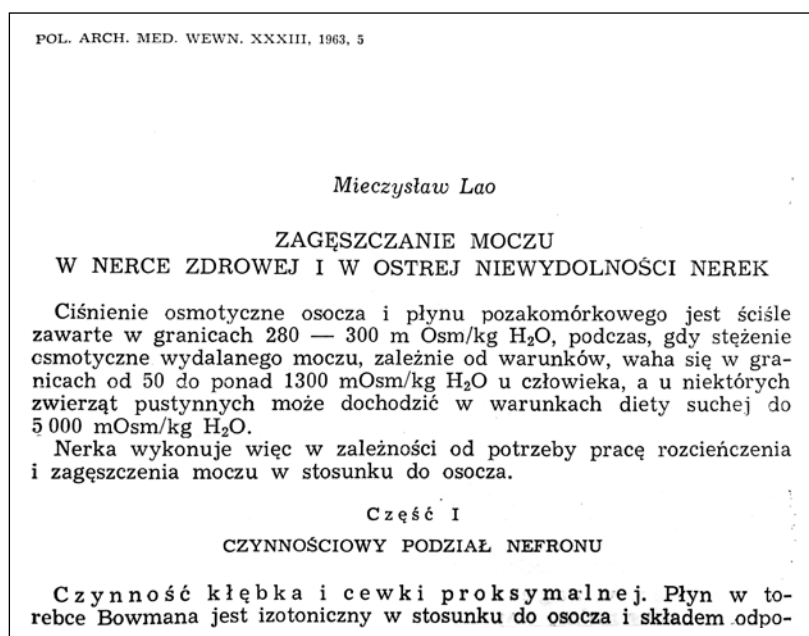 POL. ARCH. MED. WEWN. XXXIII, 1963, 5
Mieczysław Lao
ZAGĘSZCZANIE MOCZU
W NERCE ZDROWEJ I W OSTREJ NIEWYDOLNOŚCI NEREK
Ciśnienie osmotyczne osocza i płynu pozakomórkowego jest ściśle
zawarte w granicach 280 — 300 m Osm/kg H₂O, podczas, gdy stężenie
osmotyczne wydalanego moczu, zależnie od warunków, waha się w gra-
nicach od 50 do ponad 1300 mOsm/kg H₂O u człowieka, a u niektórych
zwierząt pustynnych może dochodzić w warunkach diety suchej do
5 000 mOsm/kg H₂O.
Nerka wykonuje więc w zależności od potrzeby pracę rozcieńczenia
i zagęszczenia moczu w stosunku do osocza.
Część I
CZYNNOŚCIOWY PODZIAŁ NEFRONU
Czynność kłębka i cewki proksymalnej. Płyn w to-
rebce Bowmana jest izotoniczny w stosunku do osocza i składem odpo-